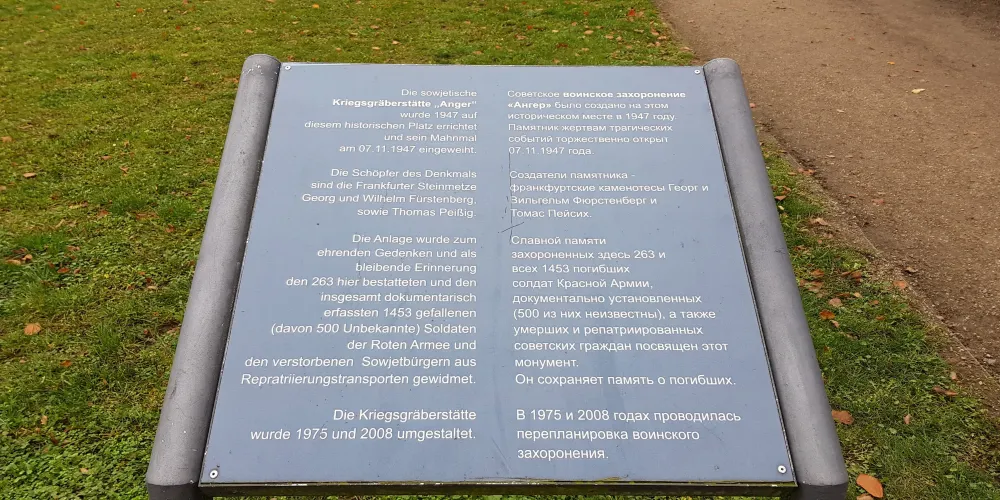 Die sowjetische
Kriegsgräberstätte „Anger"
wurde 1947 auf
diesem historischen Platz errichtet
und sein Mahnmal
am 07.11.1947 eingeweiht.
Die Schöpfer des Denkmals
sind die Frankfurter Steinmetze
Georg und Wilhelm Fürstenberg,
sowie Thomas Peißig.
Die Anlage wurde zum
ehrenden Gedenken und als
bleibende Erinnerung
den 263 hier bestatteten und den
insgesamt dokumentarisch
erfassten 1453 gefallenen
(davon 500 Unbekannte) Soldaten
der Roten Armee und
den verstorbenen Sowjetbürgern aus
Repratriierungstransporten gewidmet.
Die Kriegsgräberstätte
wurde 1975 und 2008 umgestaltet.
Советское воинское захоронение
«Ангер» было создано на этом
историческом месте в 1947 году.
Памятник жертвам трагических
событий торжественно открыт
07.11.1947 года.
Создатели памятника -
франкфуртские каменотесы Георг и
Вильгельм Фюрстенберг и
Томас Пейсих.
Славной памяти
захороненных здесь 263 и
всех 1453 погибших
солдат Красной Армии,
документально установленных
(500 из них неизвестны), а также
умерших и репатриированных
советских граждан посвящен этот
монумент.
Он сохраняет память о погибших.
В 1975 и 2008 годах проводилась
перепланировка воинского
захоронения.